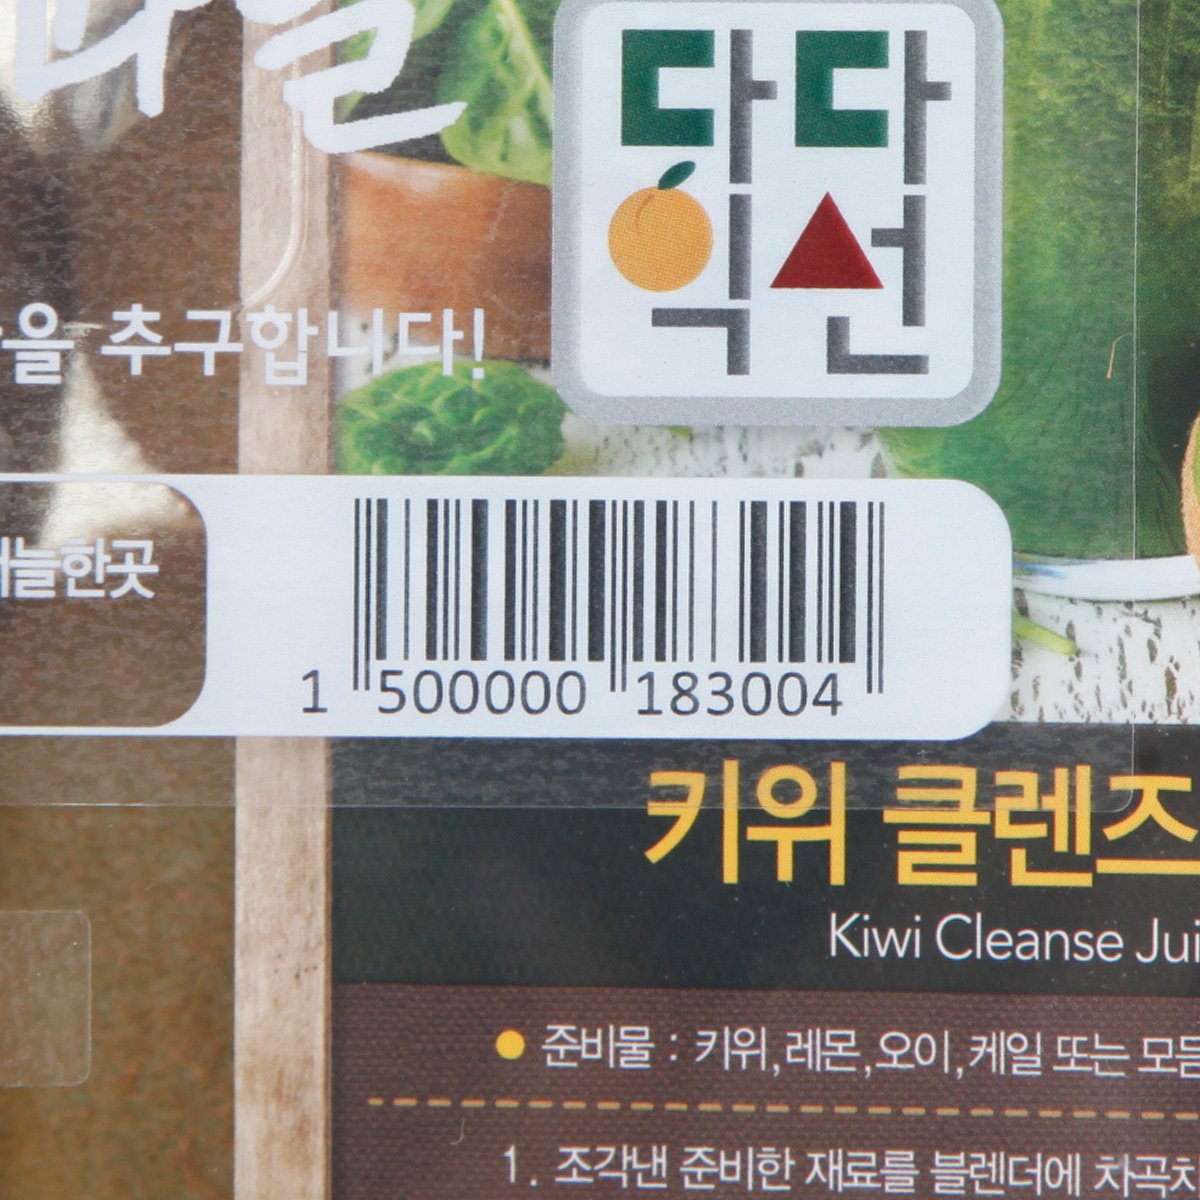 다다익선
을 추구합니다!
늘한곳
1 500000 183004
키위 클렌즈
Kiwi Cleanse Jui
● 준비물 : 키위, 레몬, 오이, 케일 또는 모듬
1. 조각낸 준비한 재료를 블렌더에 차곡차